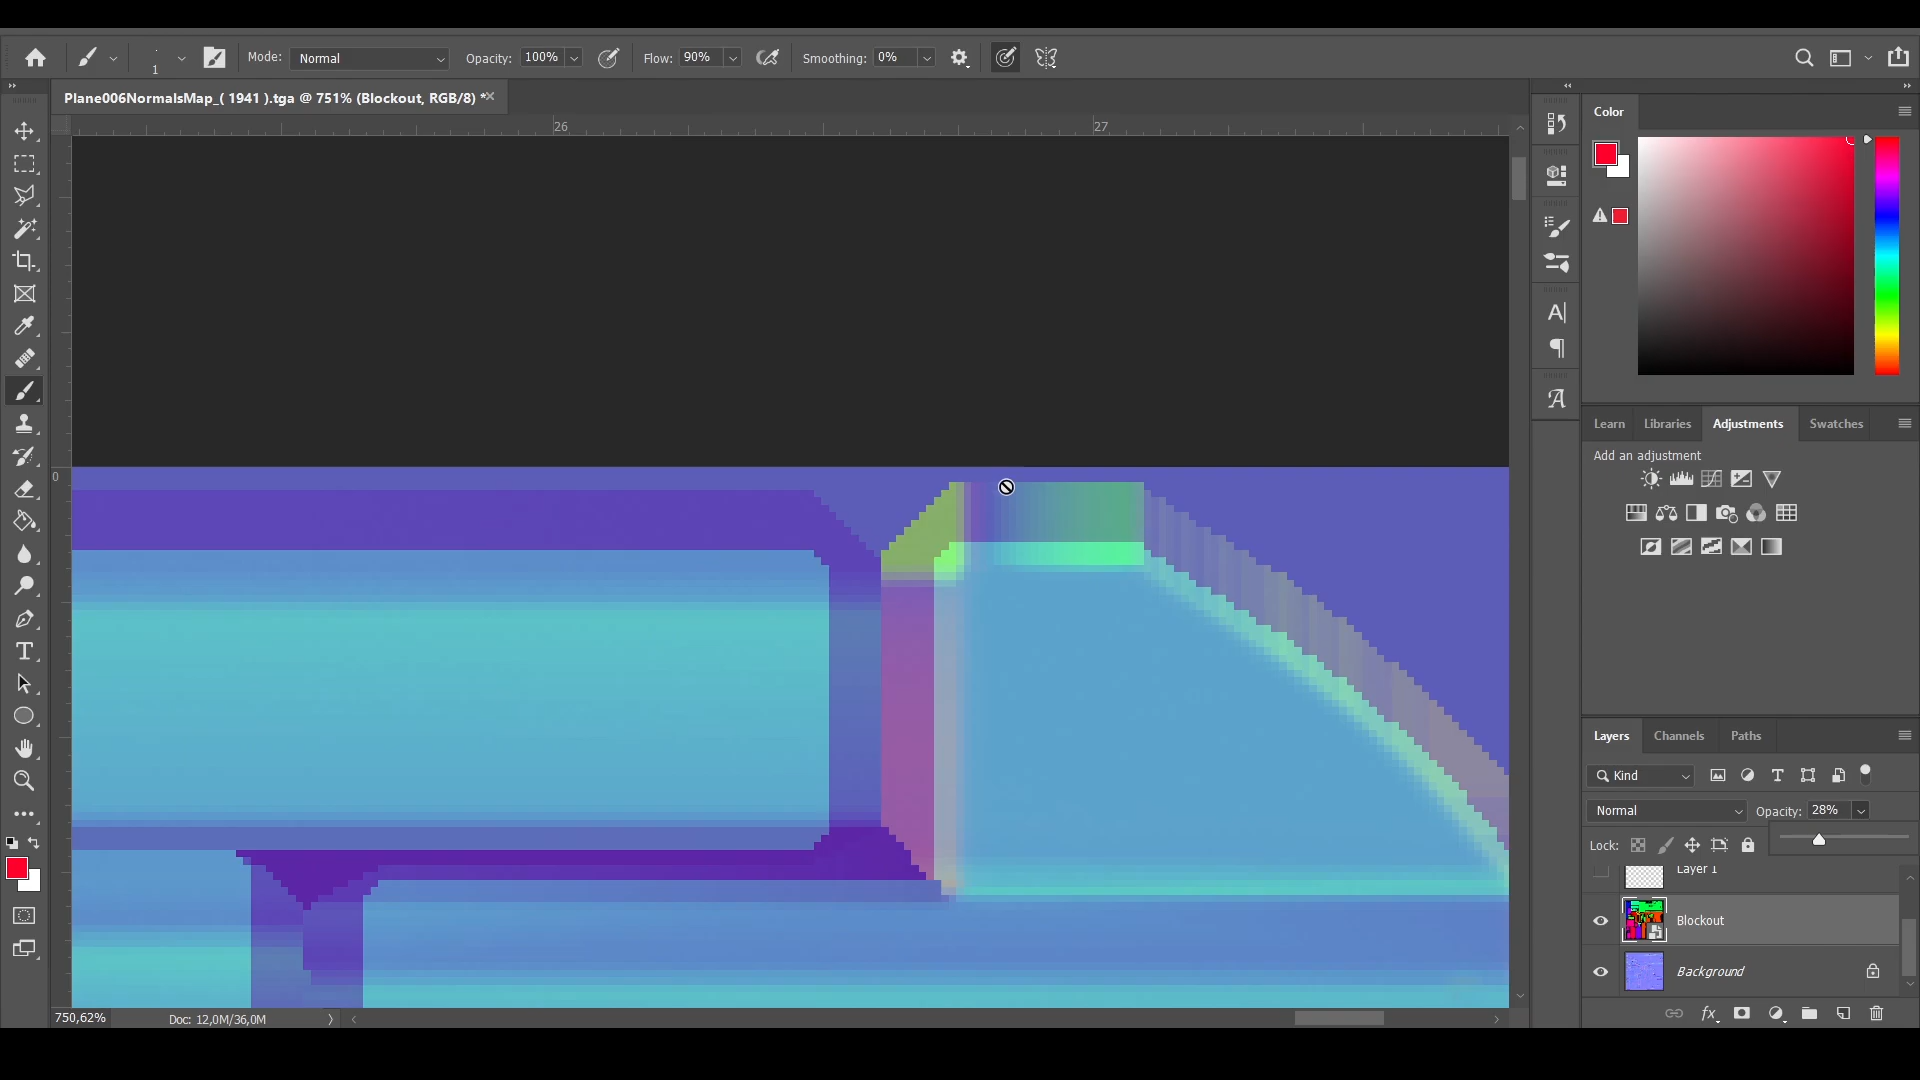 1
Mode: Normal
Opacity: 100%
Flow: 90%
Smoothing: 0%
Plane006NormalsMap_( 1941 ).tga @ 751% (Blockout, RGB/8) *
26
27
0
Color
Learn
Libraries
Adjustments
Swatches
Add an adjustment
Layers
Channels
Paths
Kind
Normal
Opacity: 28%
Lock:
Layer 1
Blockout
Background
fx
750,62%
Doc: 12,0M/36,0M